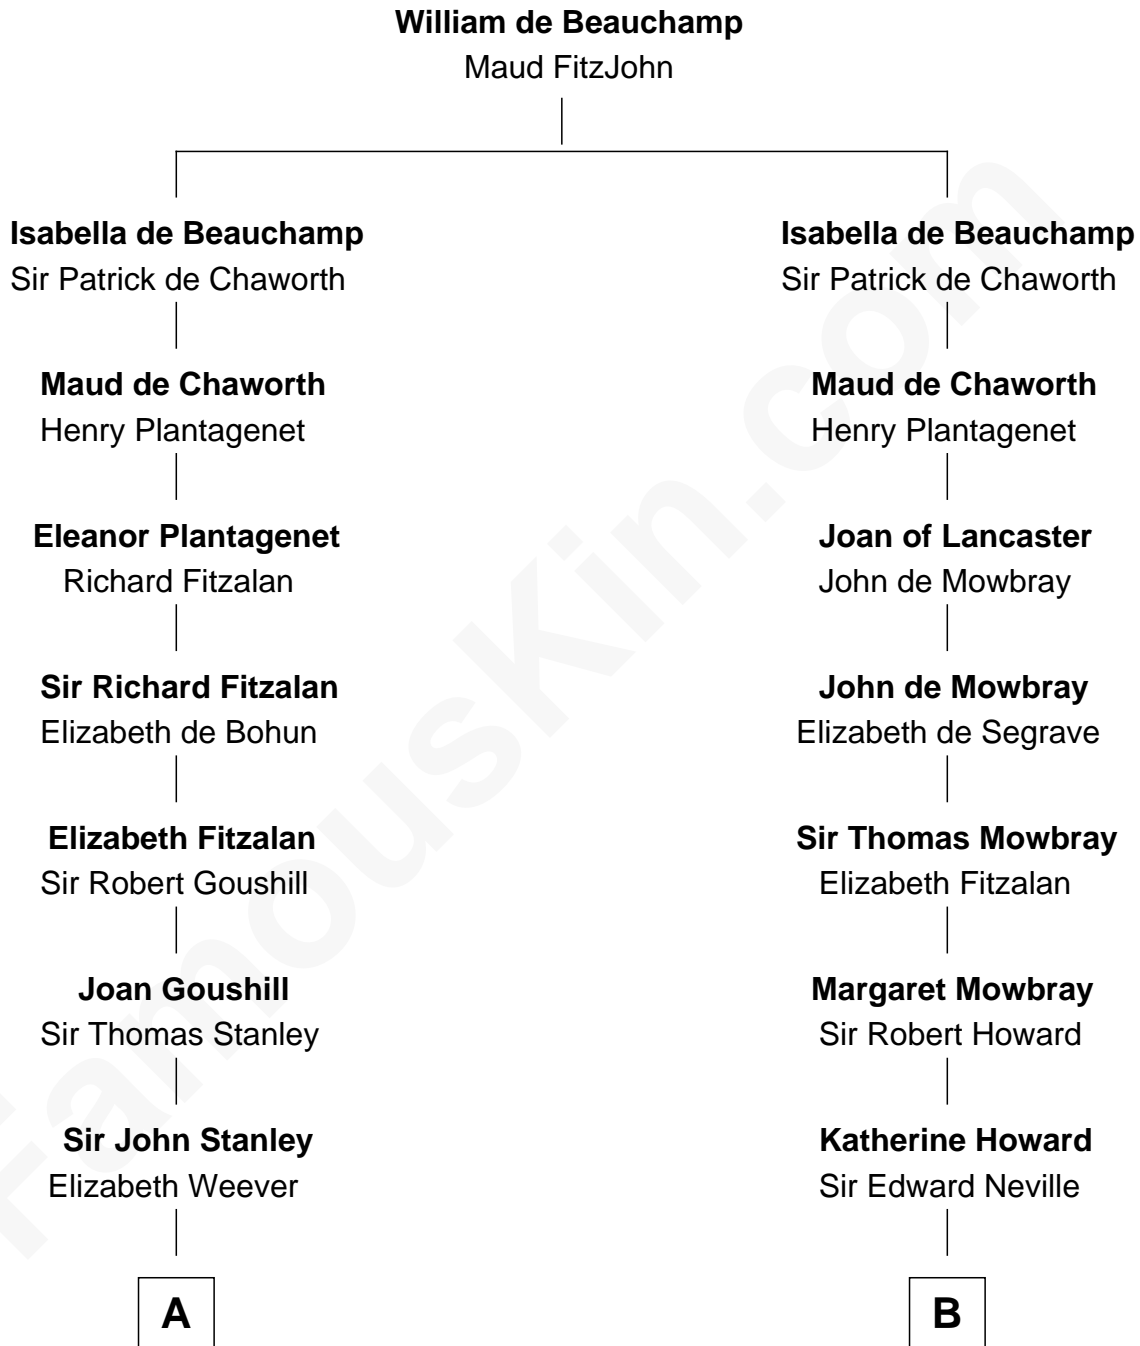 William de Beauchamp
Maud FitzJohn
Isabella de Beauchamp
Sir Patrick de Chaworth
Isabella de Beauchamp
Sir Patrick de Chaworth
Maud de Chaworth
Henry Plantagenet
Maud de Chaworth
Henry Plantagenet
Eleanor Plantagenet
Richard Fitzalan
Joan of Lancaster
John de Mowbray
Sir Richard Fitzalan
Elizabeth de Bohun
John de Mowbray
Elizabeth de Segrave
Elizabeth Fitzalan
Sir Robert Goushill
Sir Thomas Mowbray
Elizabeth Fitzalan
Joan Goushill
Sir Thomas Stanley
Margaret Mowbray
Sir Robert Howard
Sir John Stanley
Elizabeth Weever
Katherine Howard
Sir Edward Neville
A
B
FamousKin.com